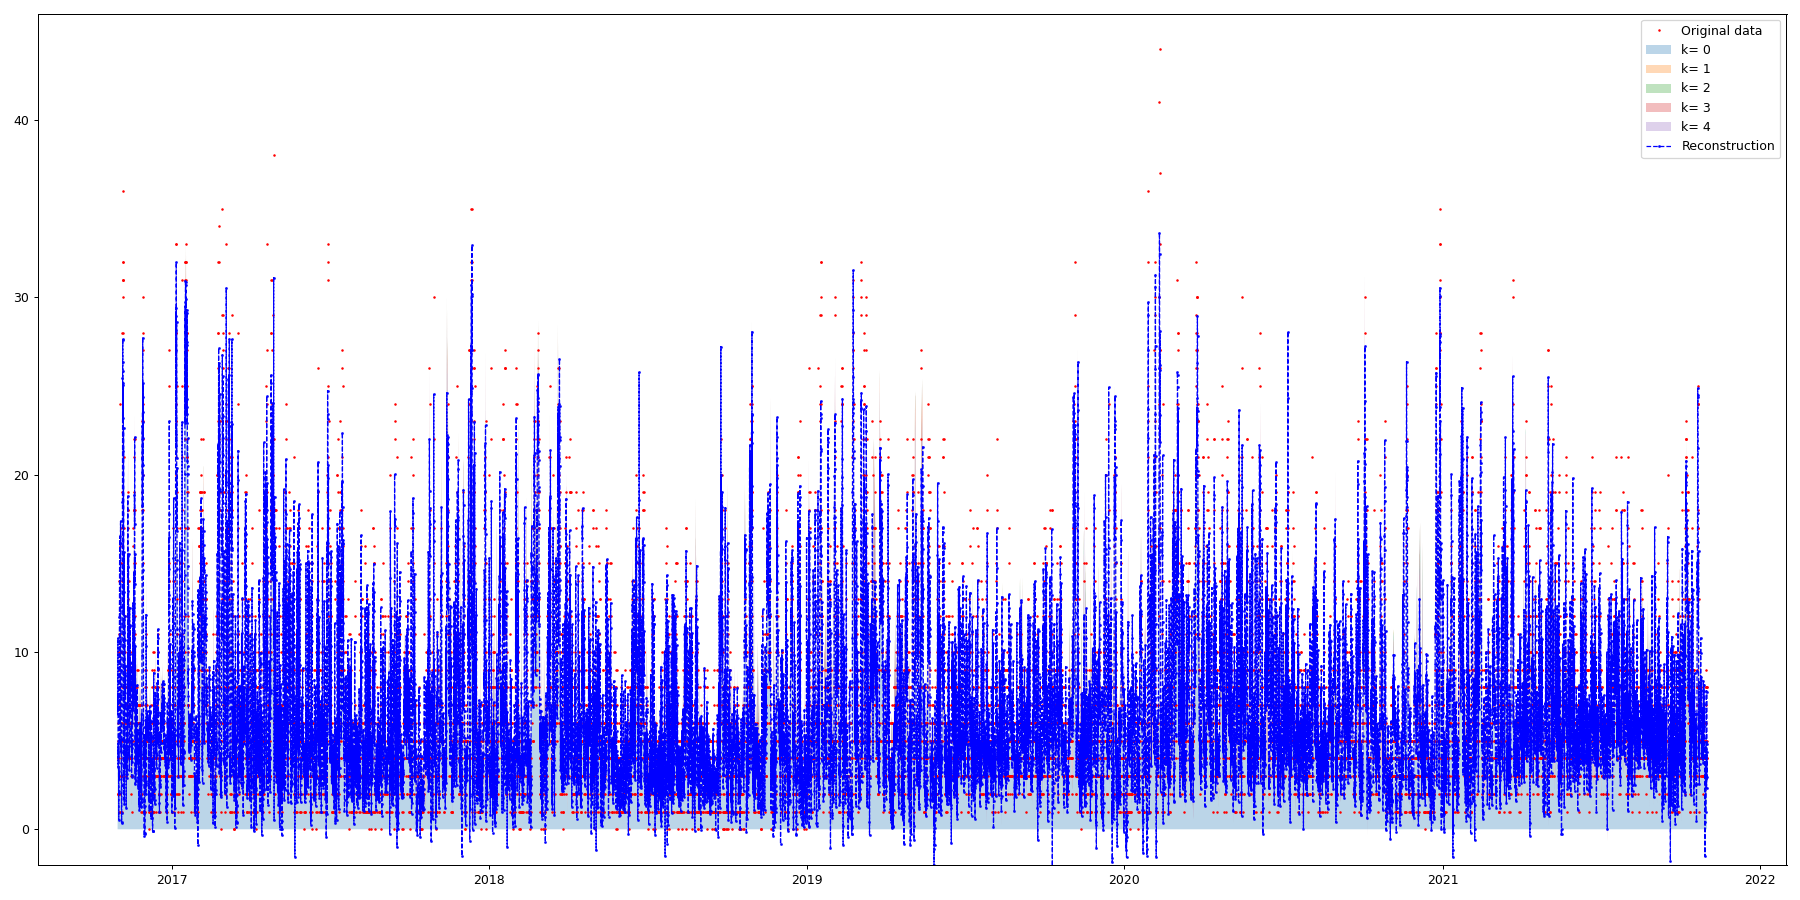 Original data
k= 0
k= 1
k= 2
k= 3
k= 4
Reconstruction
40
30
20
10
0
2017 2018 2019 2020 2021 2022